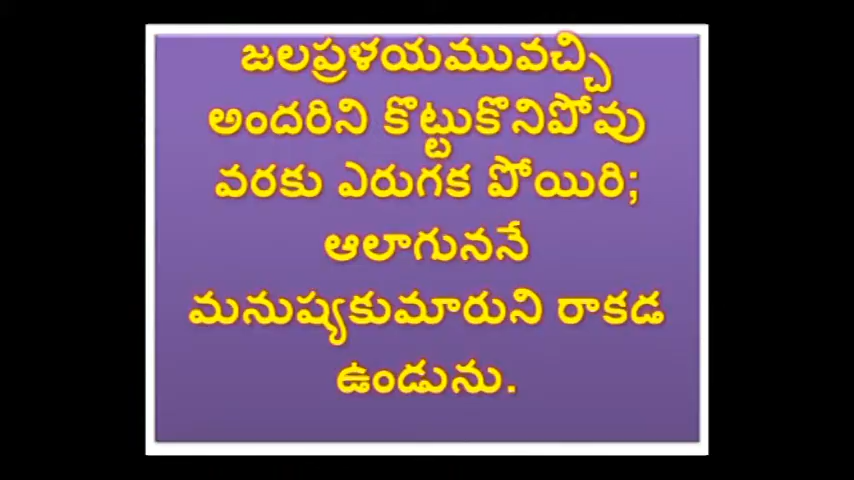 జలప్రళయమువచ్చి
అందరిని కొట్టుకొనిపోవు
వరకు ఎరుగక పోయిరి;
ఆలాగుననే
మనుష్యకుమారుని రాకడ
ఉండును.